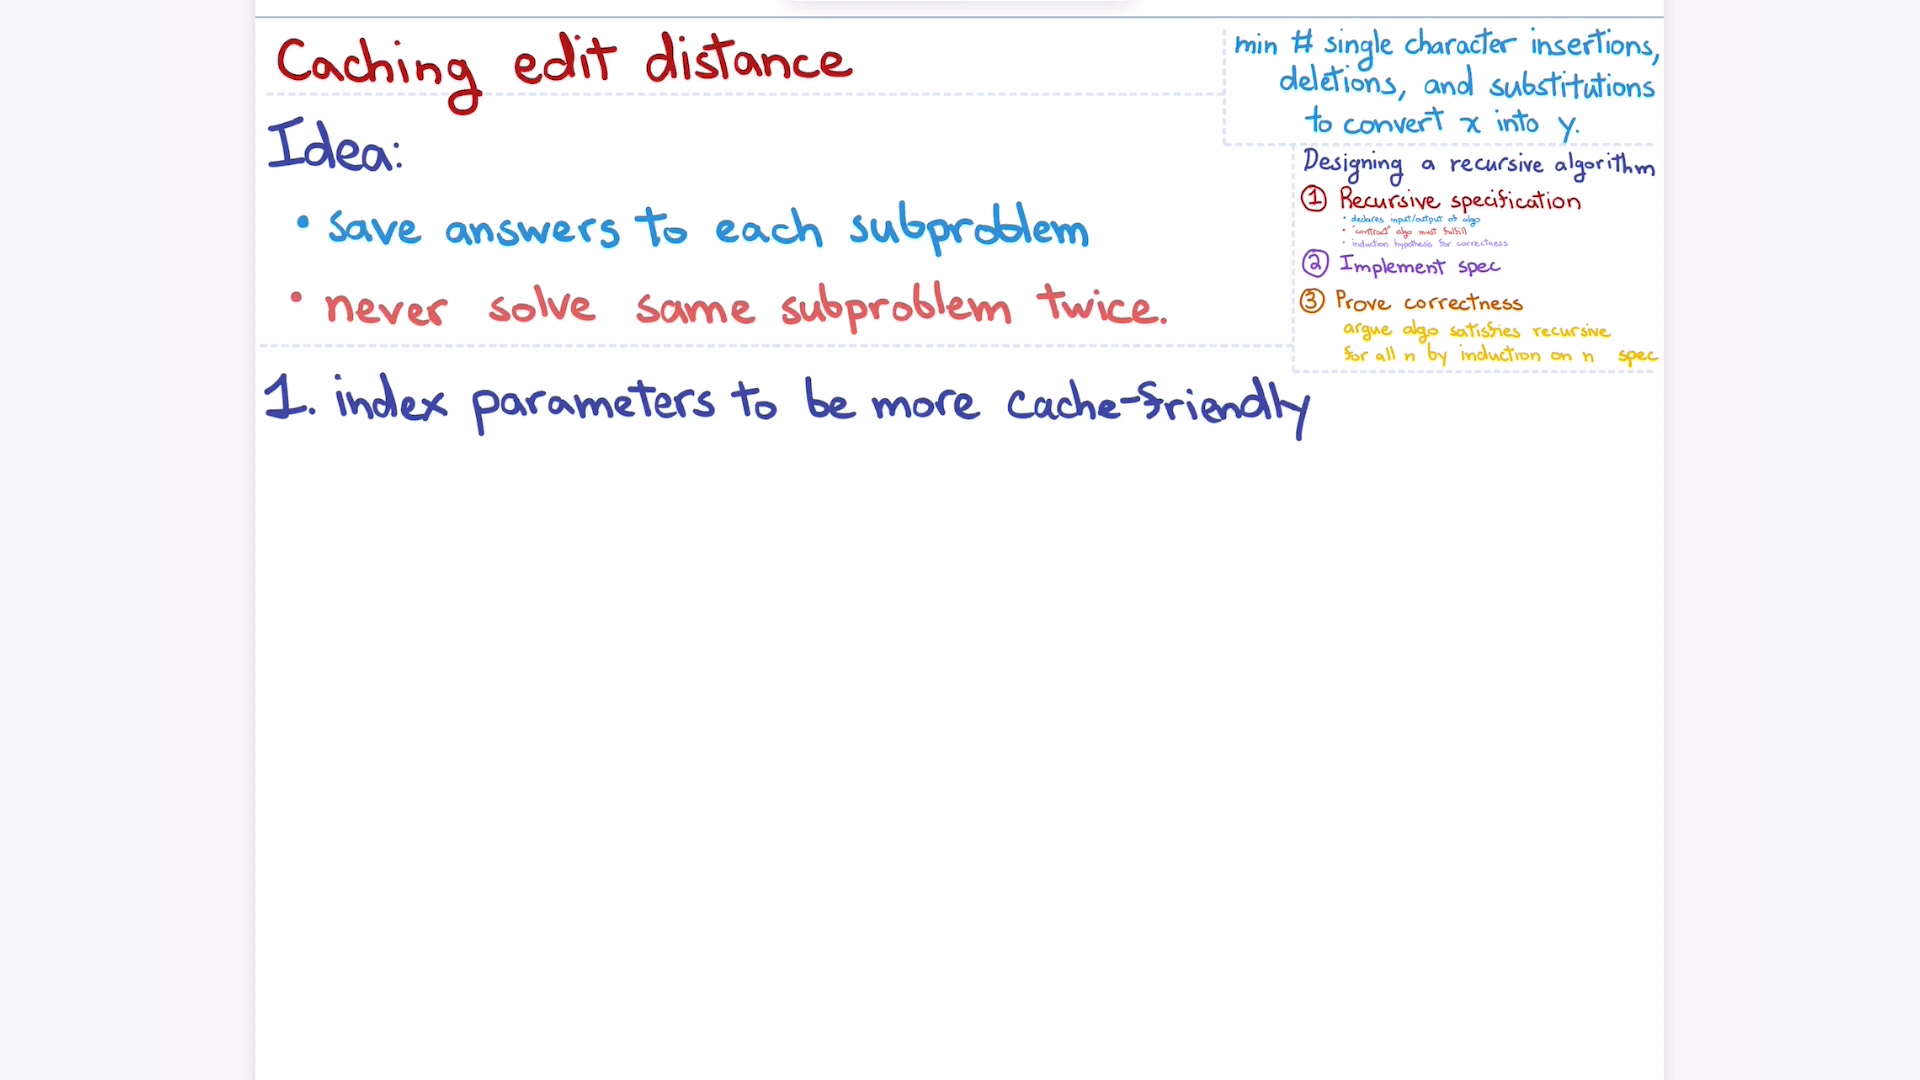 Caching edit distance
min # single character insertions,
deletions, and substitutions
to convert x into y.
Idea:
• save answers to each subproblem
• never solve same subproblem twice.
Designing a recursive algorithm
① Recursive specification
• declares input/output of algo
• "contract" algo must fulfill
• induction hypothesis for correctness
② Implement spec
③ Prove correctness
argue algo satisfies recursive
for all n by induction on n spec
1. index parameters to be more cache-friendly